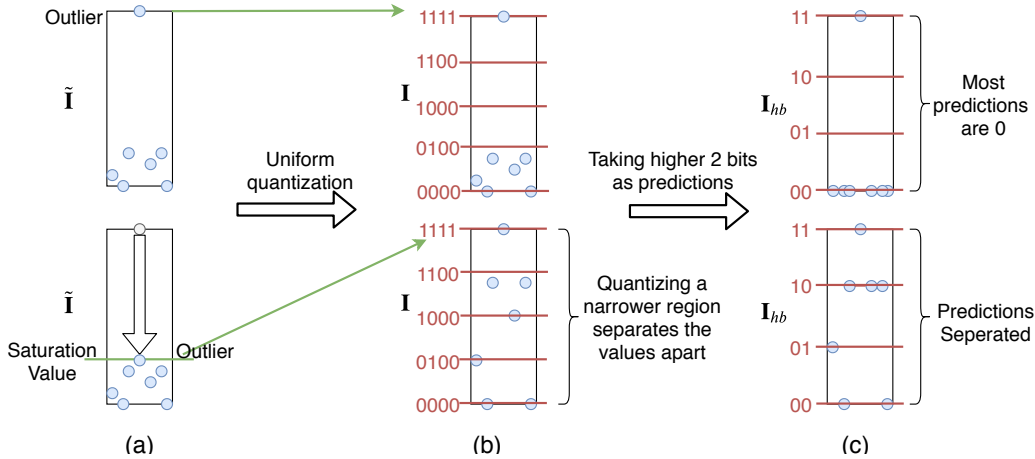 Outlier
Ĩ
Uniform
quantization
1111
1100
I
1000
0100
0000
Taking higher 2 bits
as predictions
11
10
I_hb
01
00
Most
predictions
are 0
Ĩ
Saturation
Value
Outlier
1111
1100
I
1000
0100
0000
Quantizing a
narrower region
separates the
values apart
11
10
I_hb
01
00
Predictions
Seperated
(a)
(b)
(c)